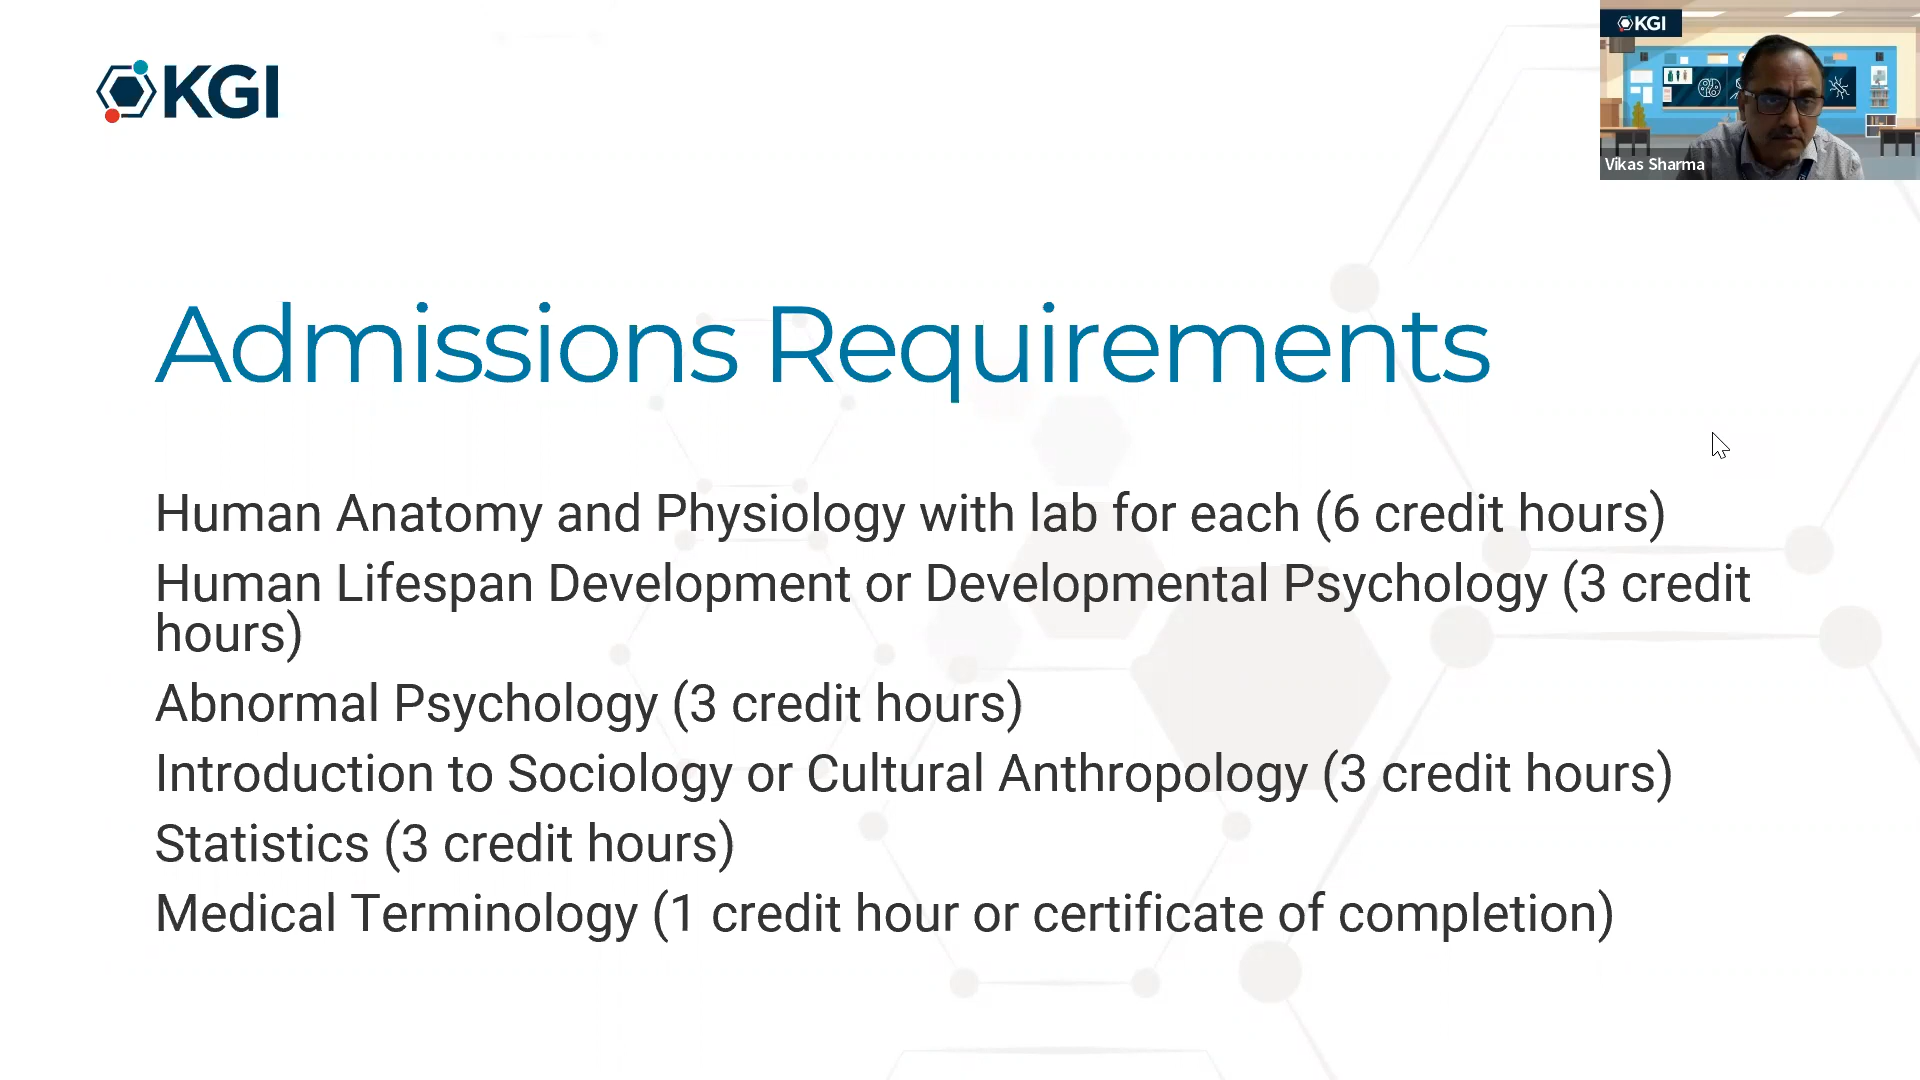 KGI
KGI
Vikas Sharma
Admissions Requirements
Human Anatomy and Physiology with lab for each (6 credit hours)
Human Lifespan Development or Developmental Psychology (3 credit
hours)
Abnormal Psychology (3 credit hours)
Introduction to Sociology or Cultural Anthropology (3 credit hours)
Statistics (3 credit hours)
Medical Terminology (1 credit hour or certificate of completion)